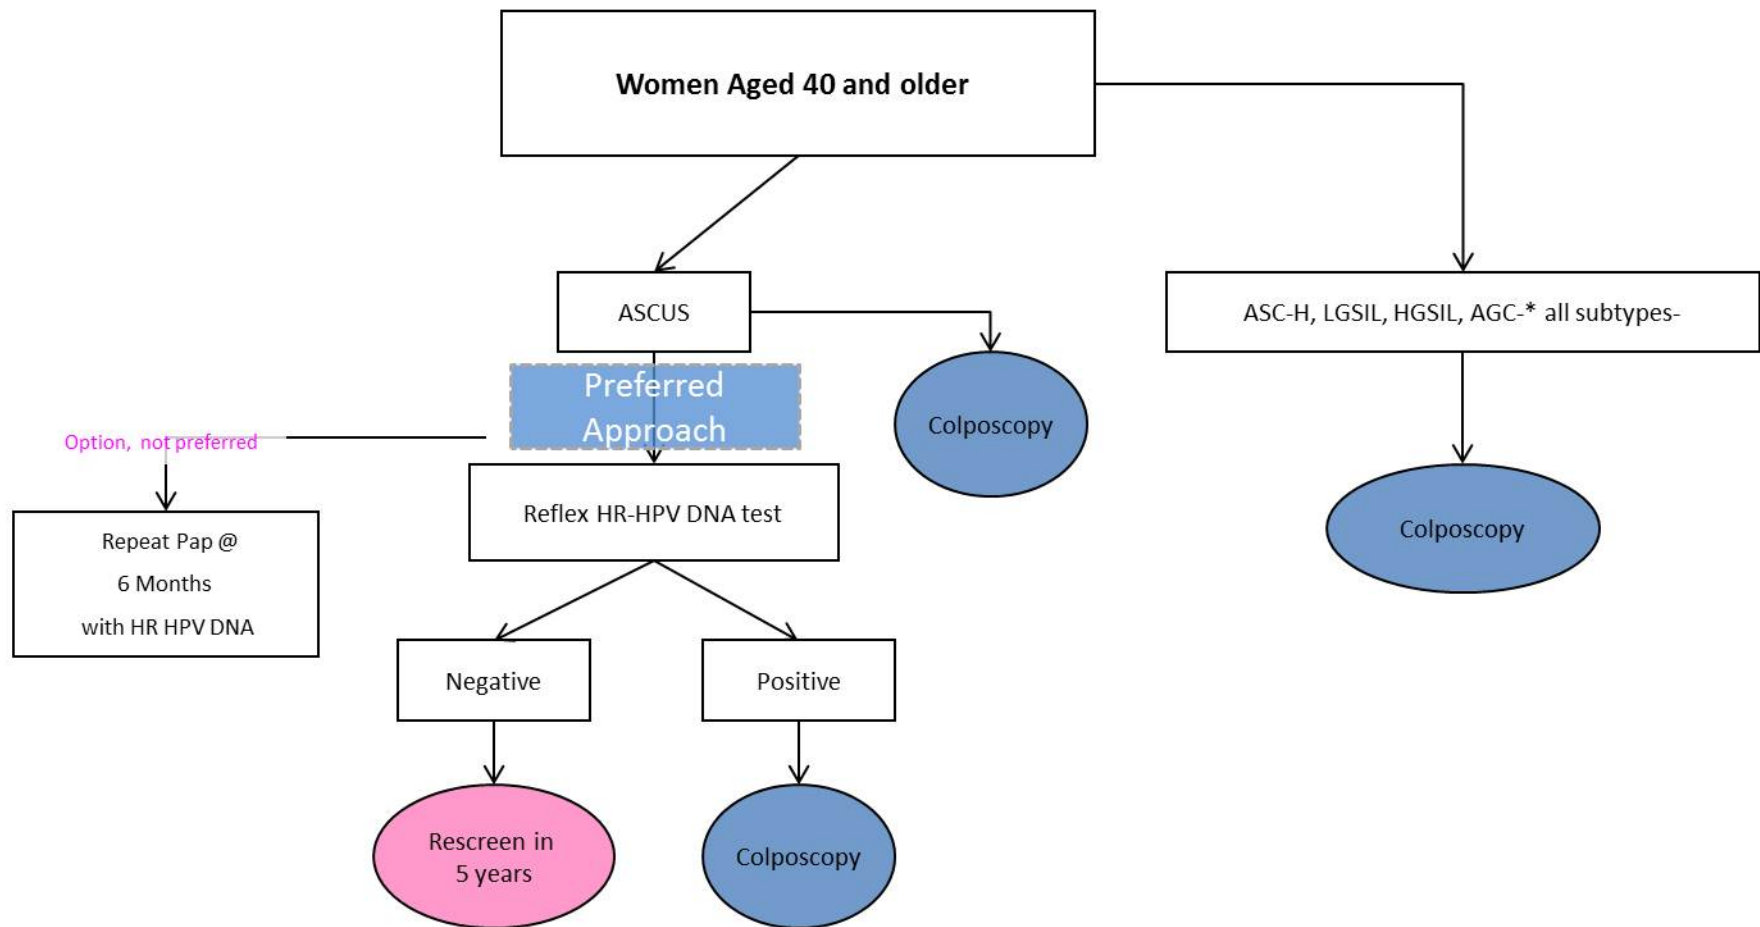 Women Aged 40 and older
ASCUS
ASC-H, LGSIL, HGSIL, AGC-* all subtypes-
Preferred
Approach
Colposcopy
Option, not preferred
Reflex HR-HPV DNA test
Colposcopy
Repeat Pap @
6 Months
with HR HPV DNA
Negative
Positive
Rescreen in
5 years
Colposcopy